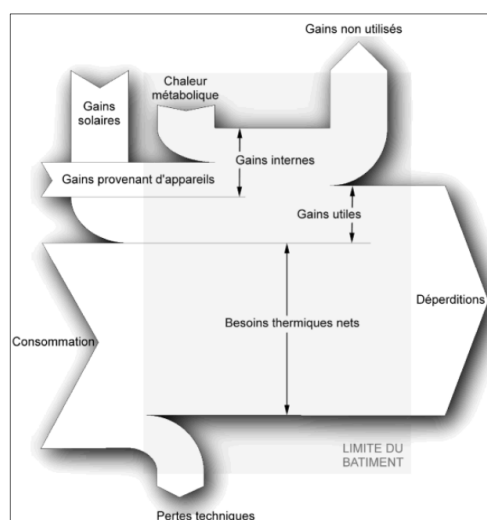 Gains non utilisés
Chaleur
métabolique
Gains
solaires
Gains internes
Gains provenant d'appareils
Gains utiles
Déperditions
Besoins thermiques nets
Consommation
LIMITE DU
BATIMENT
Pertes techniques